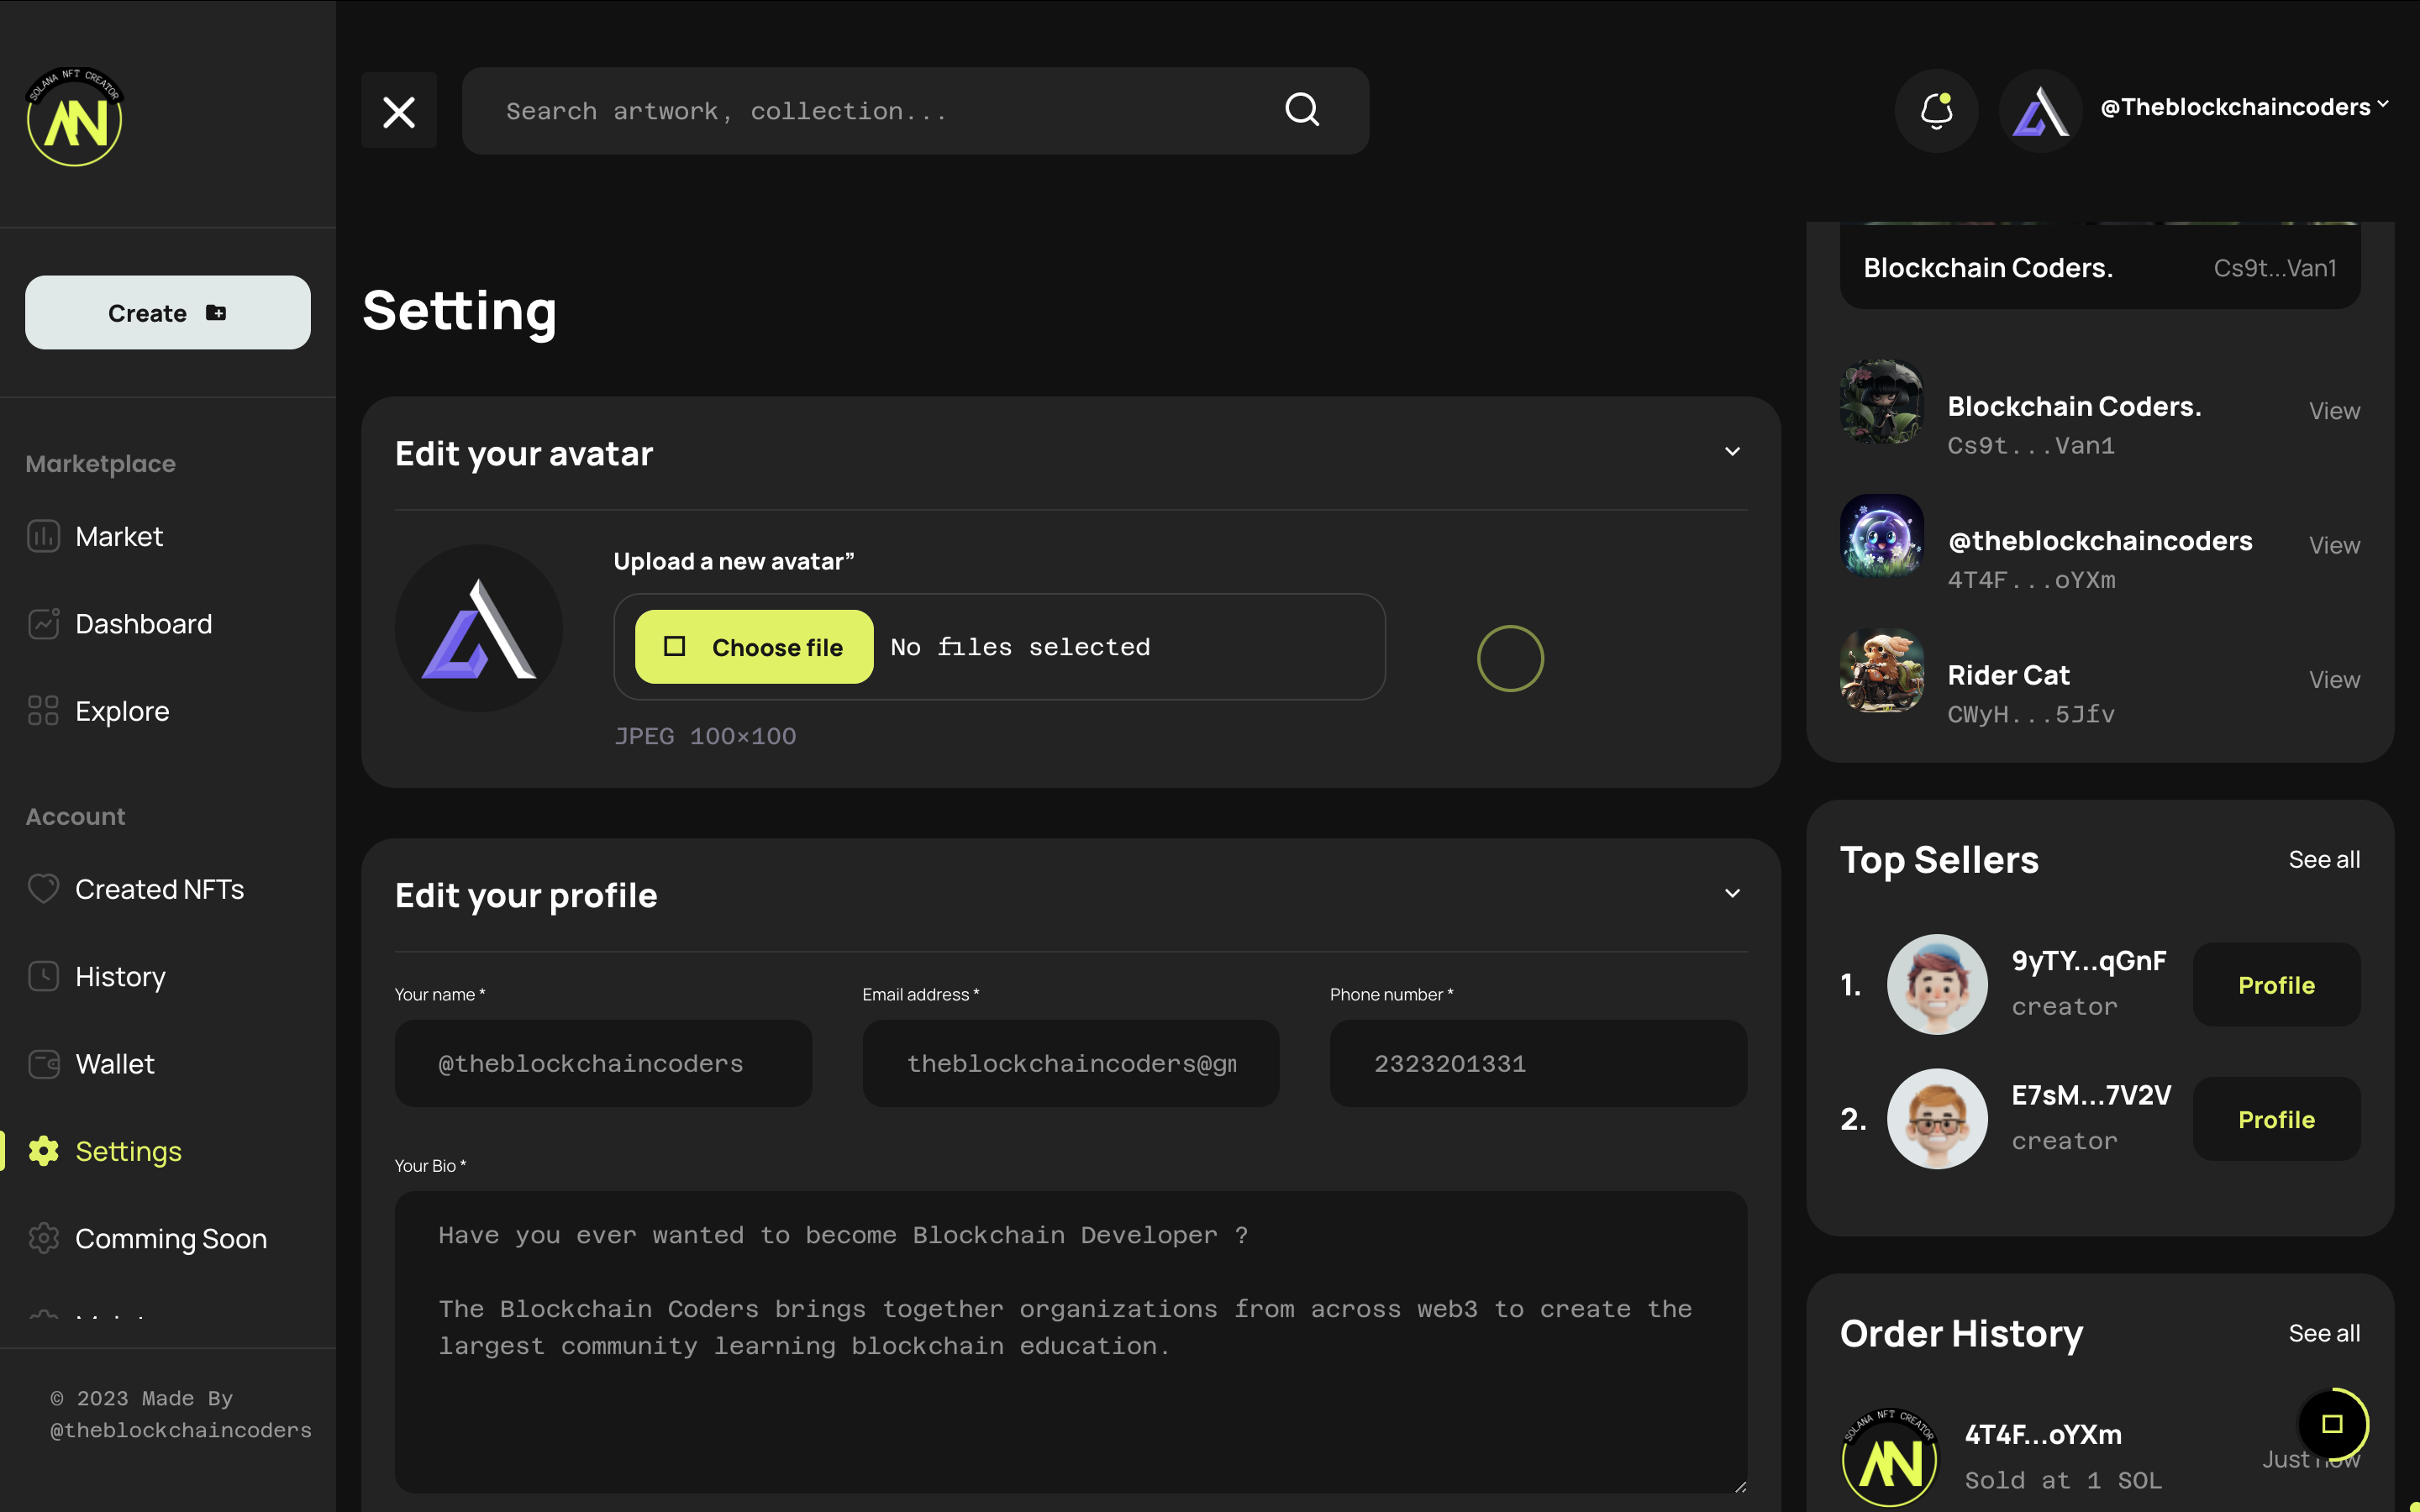 SOLANA NFT CREATOR
Create
Marketplace
Market
Dashboard
Explore
Account
Created NFTs
History
Wallet
Settings
Comming Soon
© 2023 Made By
@theblockchaincoders
Search artwork, collection...
@Theblockchaincoders
Setting
Edit your avatar
Upload a new avatar”
Choose file
No files selected
JPEG 100×100
Edit your profile
Your name *
Email address *
Phone number *
@theblockchaincoders
theblockchaincoders@gm
2323201331
Your Bio *
Have you ever wanted to become Blockchain Developer ?
The Blockchain Coders brings together organizations from across web3 to create the
largest community learning blockchain education.
Blockchain Coders.
Cs9t...Van1
Blockchain Coders.
View
Cs9t...Van1
@theblockchaincoders
View
4T4F...oYXm
Rider Cat
View
CWyH...5Jfv
Top Sellers
See all
1.
9yTY...qGnF
creator
Profile
2.
E7sM...7V2V
creator
Profile
Order History
See all
SOLANA NFT CREATOR
4T4F...oYXm
Just now
Sold at 1 SOL